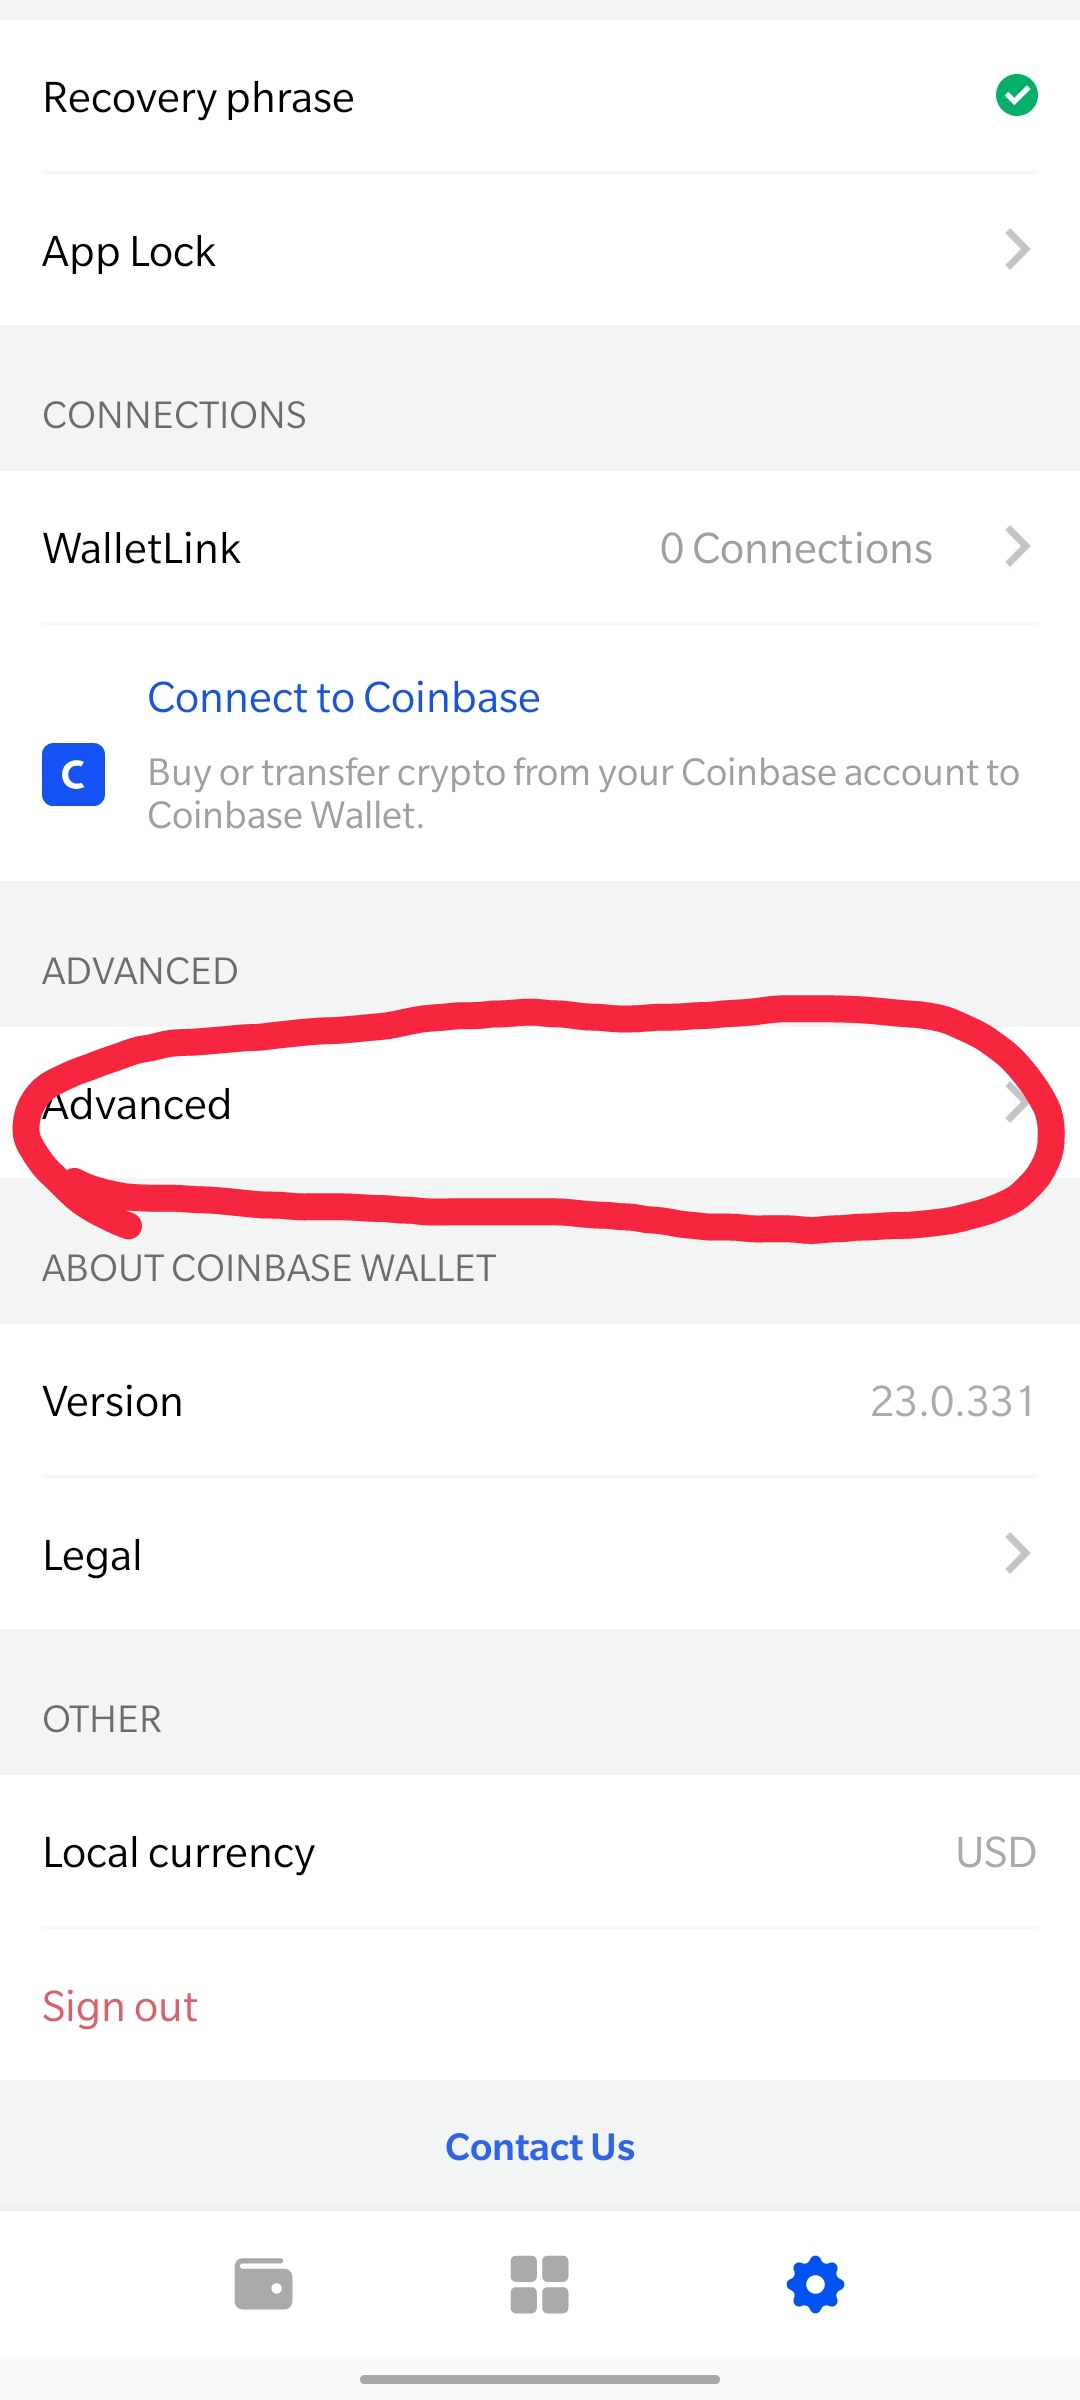 Recovery phrase
App Lock
CONNECTIONS
WalletLink 0 Connections
Connect to Coinbase
C
Buy or transfer crypto from your Coinbase account to
Coinbase Wallet.
ADVANCED
Advanced
ABOUT COINBASE WALLET
Version 23.0.331
Legal
OTHER
Local currency USD
Sign out
Contact Us